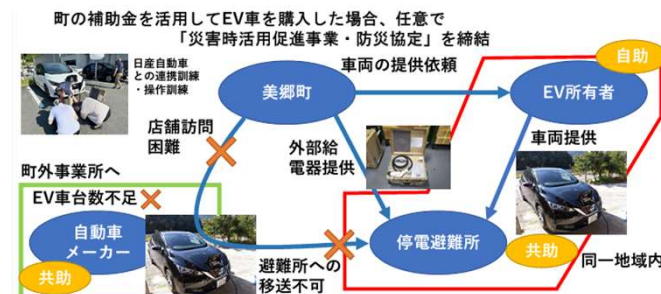 町の補助金を活用してEV車を購入した場合、任意で
「災害時活用促進事業・防災協定」を締結
日産自動車
との連携訓練
・操作訓練
車両の提供依頼
自助
美郷町
EV所有者
店舗訪問
困難
外部給
電器提供
車両提供
町外事業所へ
EV車台数不足
自動車
メーカー
共助
避難所への
移送不可
停電避難所
共助
同一地域内